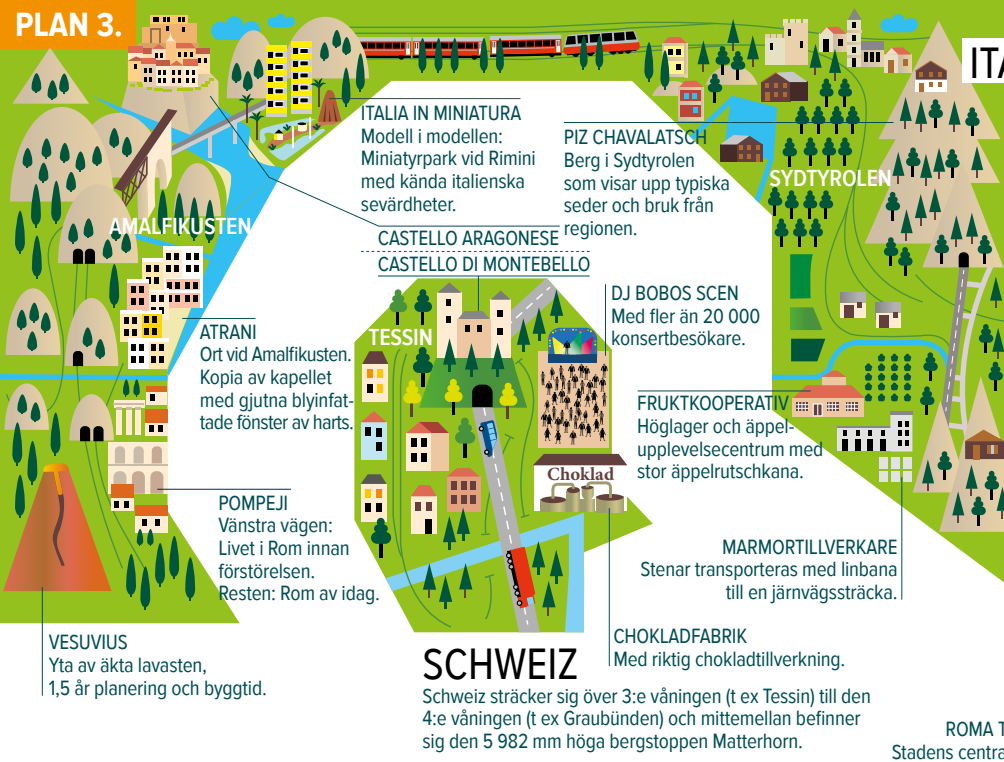 PLAN 3.
ITALIA IN MINIATURA
Modell i modellen:
Miniatyrpark vid Rimini
med kända italienska
sevärdheter.
PIZ CHAVALATSCH
Berg i Sydtyrolen
som visar upp typiska
seder och bruk från
regionen.
SYDTYROLEN
AMALFIKUSTEN
CASTELLO ARAGONESE
CASTELLO DI MONTEBELLO
ATRANI
Ort vid Amalfikusten.
Kopia av kapellet
med gjutna blyinfat-
tade fönster av harts.
TESSIN
DJ BOBOS SCEN
Med fler än 20 000
konsertbesökare.
FRUKTKOOPERATIV
Höglager och äppel-
upplevelsecentrum med
stor äppelrutschkana.
Choklad
POMPEJI
Vänstra vägen:
Livet i Rom innan
förstörelsen.
Resten: Rom av idag.
MARMORTILLVERKARE
Stenar transporteras med linbana
till en järnvägssträcka.
VESUVIUS
Yta av äkta lavasten,
1,5 år planering och byggtid.
CHOKLADFABRIK
Med riktig chokladtillverkning.
SCHWEIZ
Schweiz sträcker sig över 3:e våningen (t ex Tessin) till den
4:e våningen (t ex Graubünden) och mittemellan befinner
sig den 5 982 mm höga bergstoppen Matterhorn.
ROMA T
Stadens centra